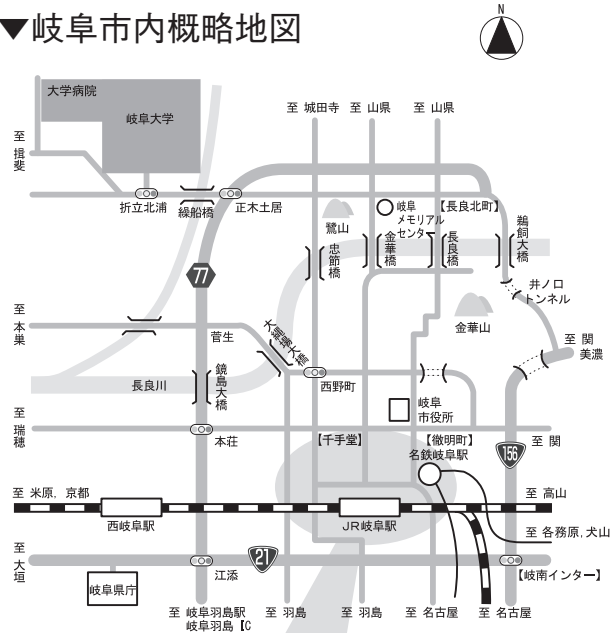 ▼岐阜市内概略地図
N
大学病院
岐阜大学
至 揖斐
至 城田寺
至 山県
至 山県
折立北浦
繰船橋
正木土居
鷺山
岐阜
メモリアル
センター
【長良北町】
忠節橋
金華橋
長良橋
鵜飼大橋
77
井ノ口
トンネル
金華山
至 本巣
菅生
大縄場大橋
至 関
美濃
長良川
鏡島大橋
西野町
岐阜
市役所
至 瑞穂
本荘
【千手堂】
【徹明町】
名鉄岐阜駅
156
至 関
至 米原, 京都
至 高山
西岐阜駅
JR岐阜駅
至 各務原, 犬山
至 大垣
21
江添
岐阜県庁
【岐南インター】
至 岐阜羽島駅
岐阜羽島【C
至 羽島
至 羽島
至 名古屋
至 名古屋